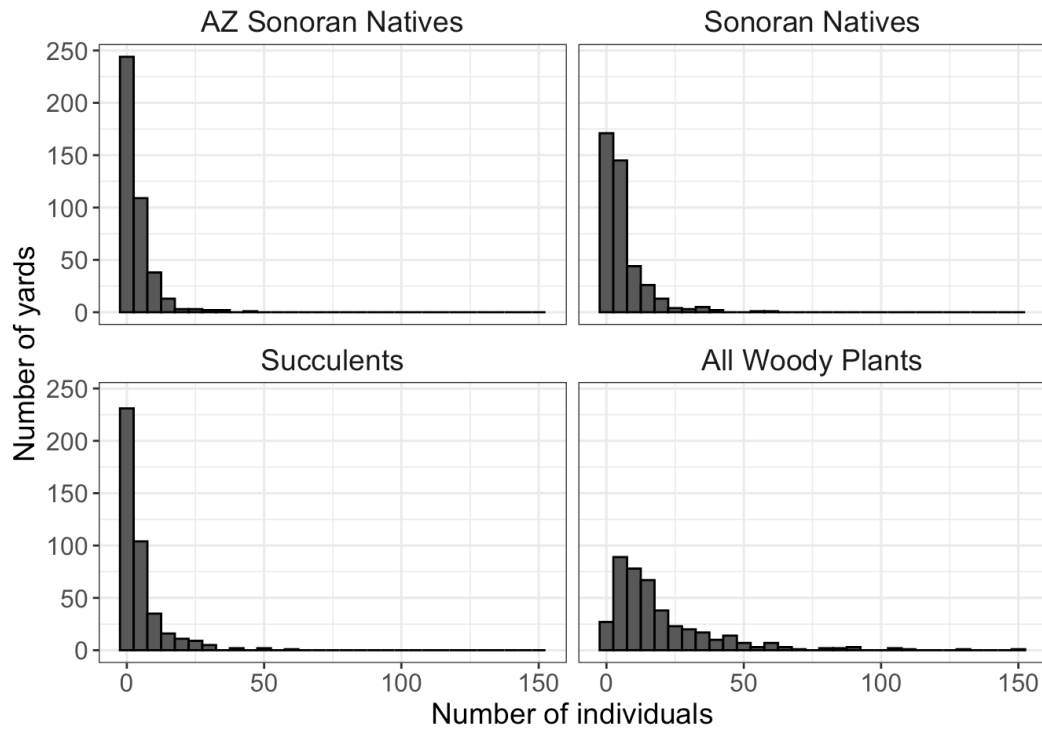 AZ Sonoran Natives
Sonoran Natives
250
200
150
100
50
0
Succulents
All Woody Plants
250
200
150
100
50
0
0 50 100 150
0 50 100 150
Number of individuals
Number of yards